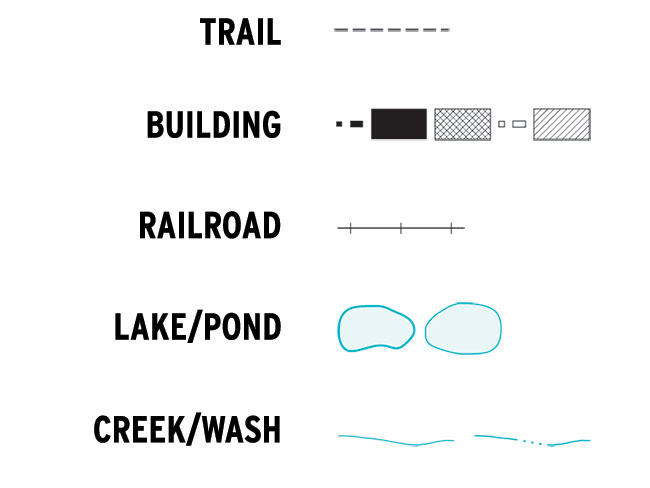 TRAIL
BUILDING
RAILROAD
LAKE/POND
CREEK/WASH